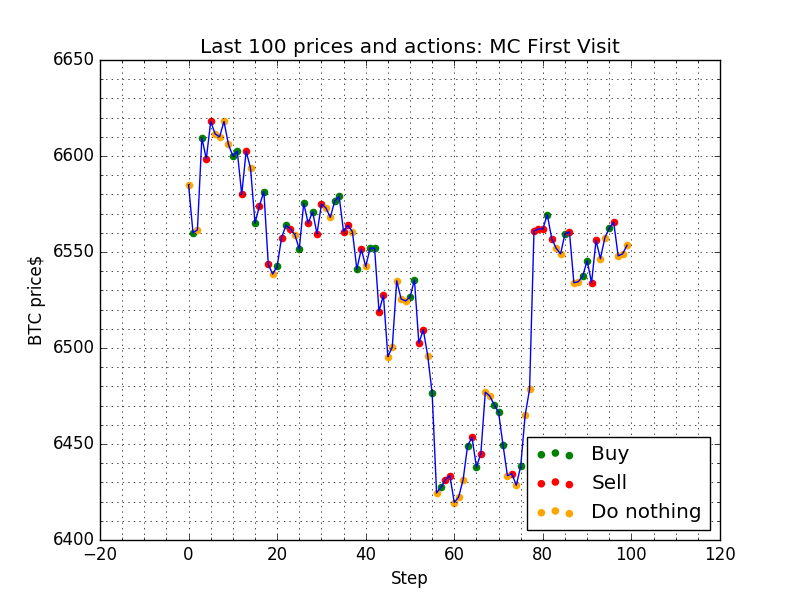 Last 100 prices and actions: MC First Visit
6650
6600
6550
6500
6450
6400
BTC price$
Buy
Sell
Do nothing
−20 0 20 40 60 80 100 120
Step